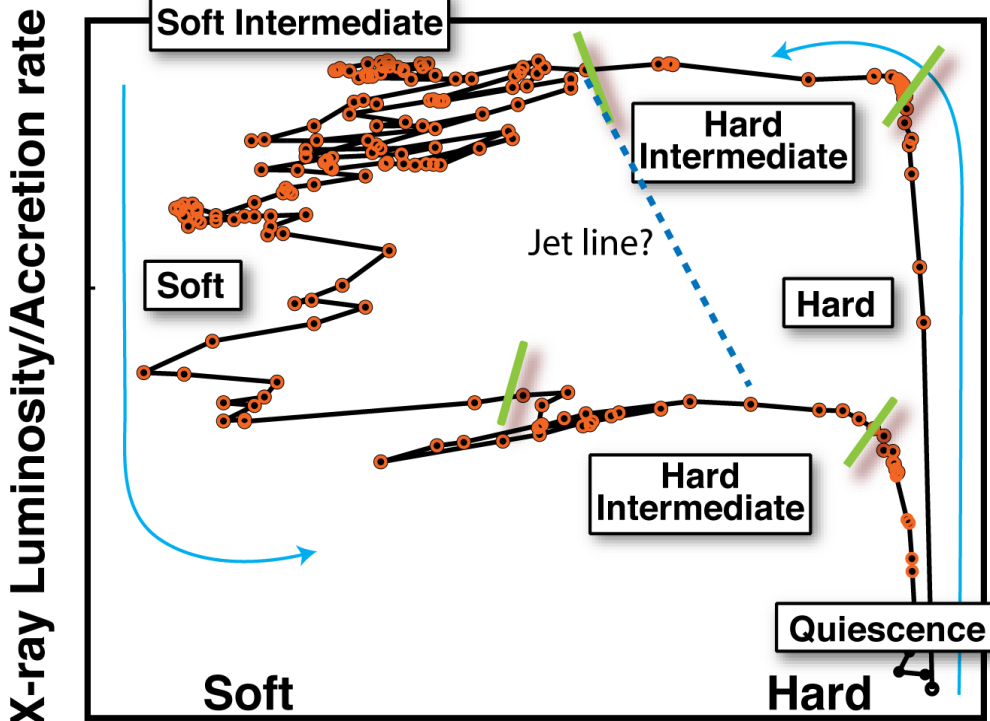 X-ray Luminosity/Accretion rate
Soft Intermediate
Hard
Intermediate
Jet line?
Soft
Hard
Hard
Intermediate
Quiescence
Soft
Hard